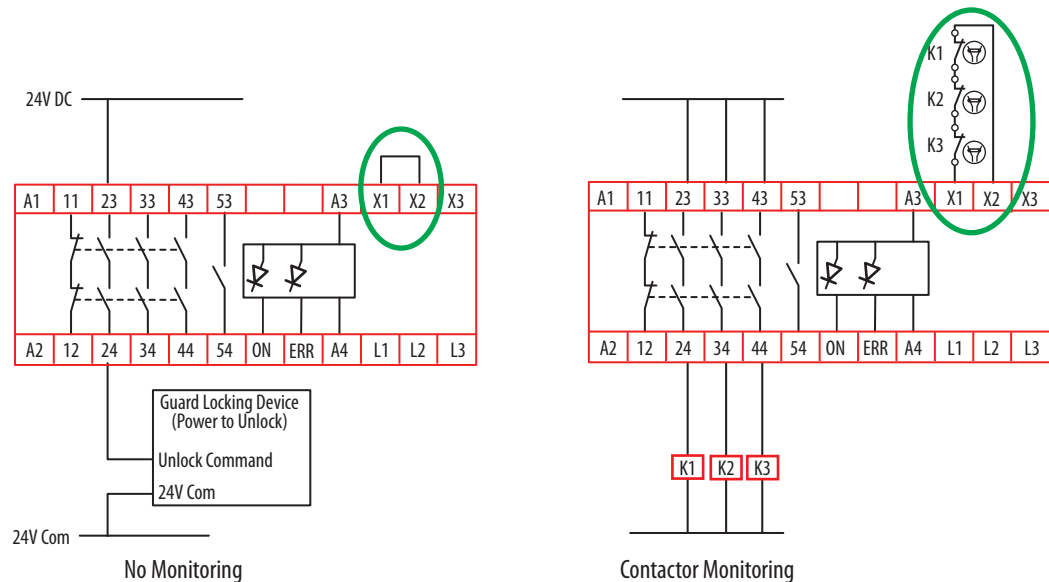 24V DC
A1 11 23 33 43 53 A3 X1 X2 X3
A2 12 24 34 44 54 ON ERR A4 L1 L2 L3
Guard Locking Device
(Power to Unlock)
Unlock Command
24V Com
24V Com
No Monitoring
K1
K2
K3
A1 11 23 33 43 53 A3 X1 X2 X3
A2 12 24 34 44 54 ON ERR A4 L1 L2 L3
K1 K2 K3
Contactor Monitoring